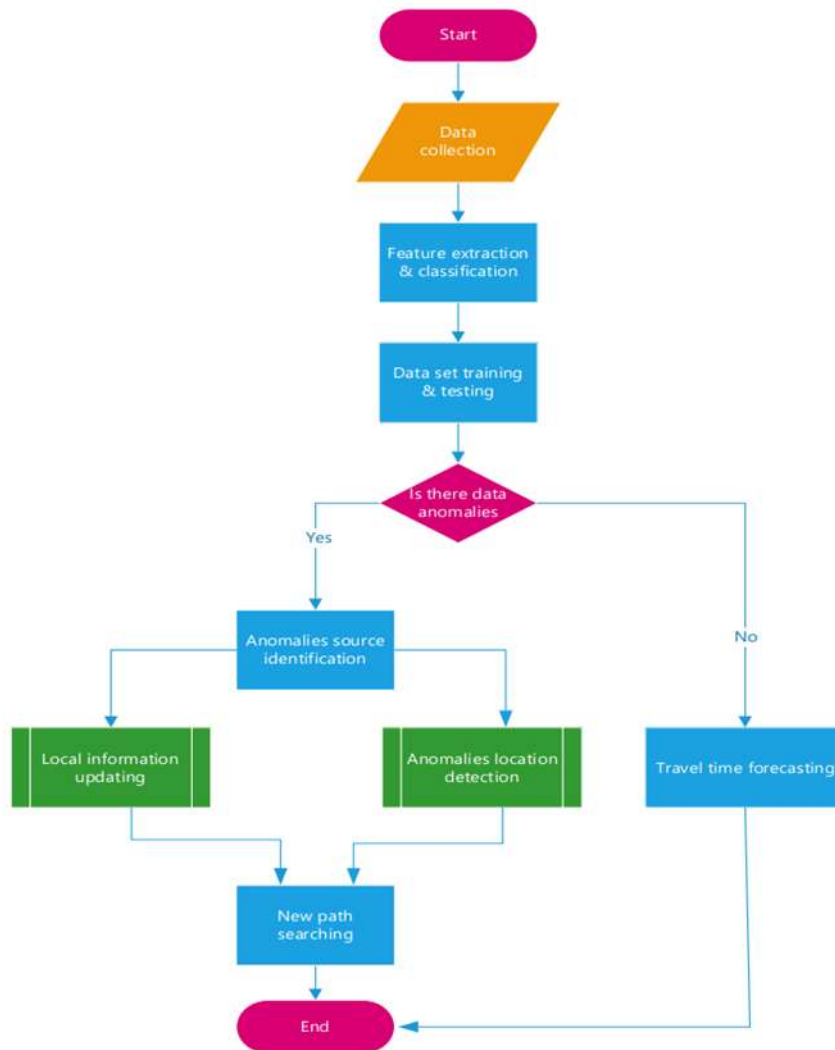 Start
Data
collection
Feature extraction
& classification
Data set training
& testing
Is there data
anomalies
Yes
No
Anomalies source
identification
Local information
updating
Anomalies location
detection
Travel time forecasting
New path
searching
End